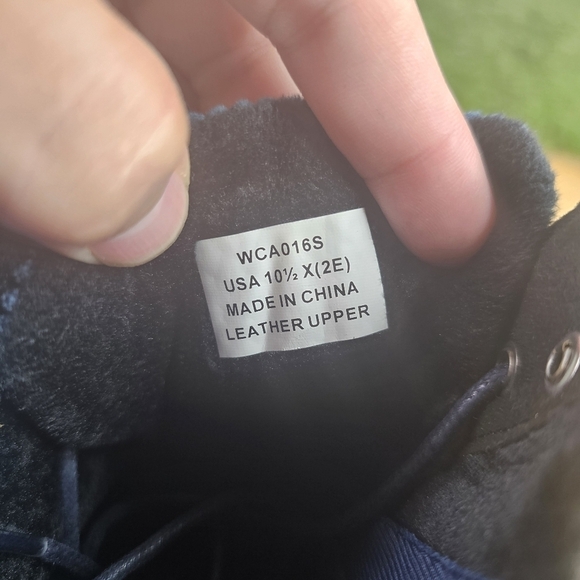 WCA016S
USA 10½ X(2E)
MADE IN CHINA
LEATHER UPPER